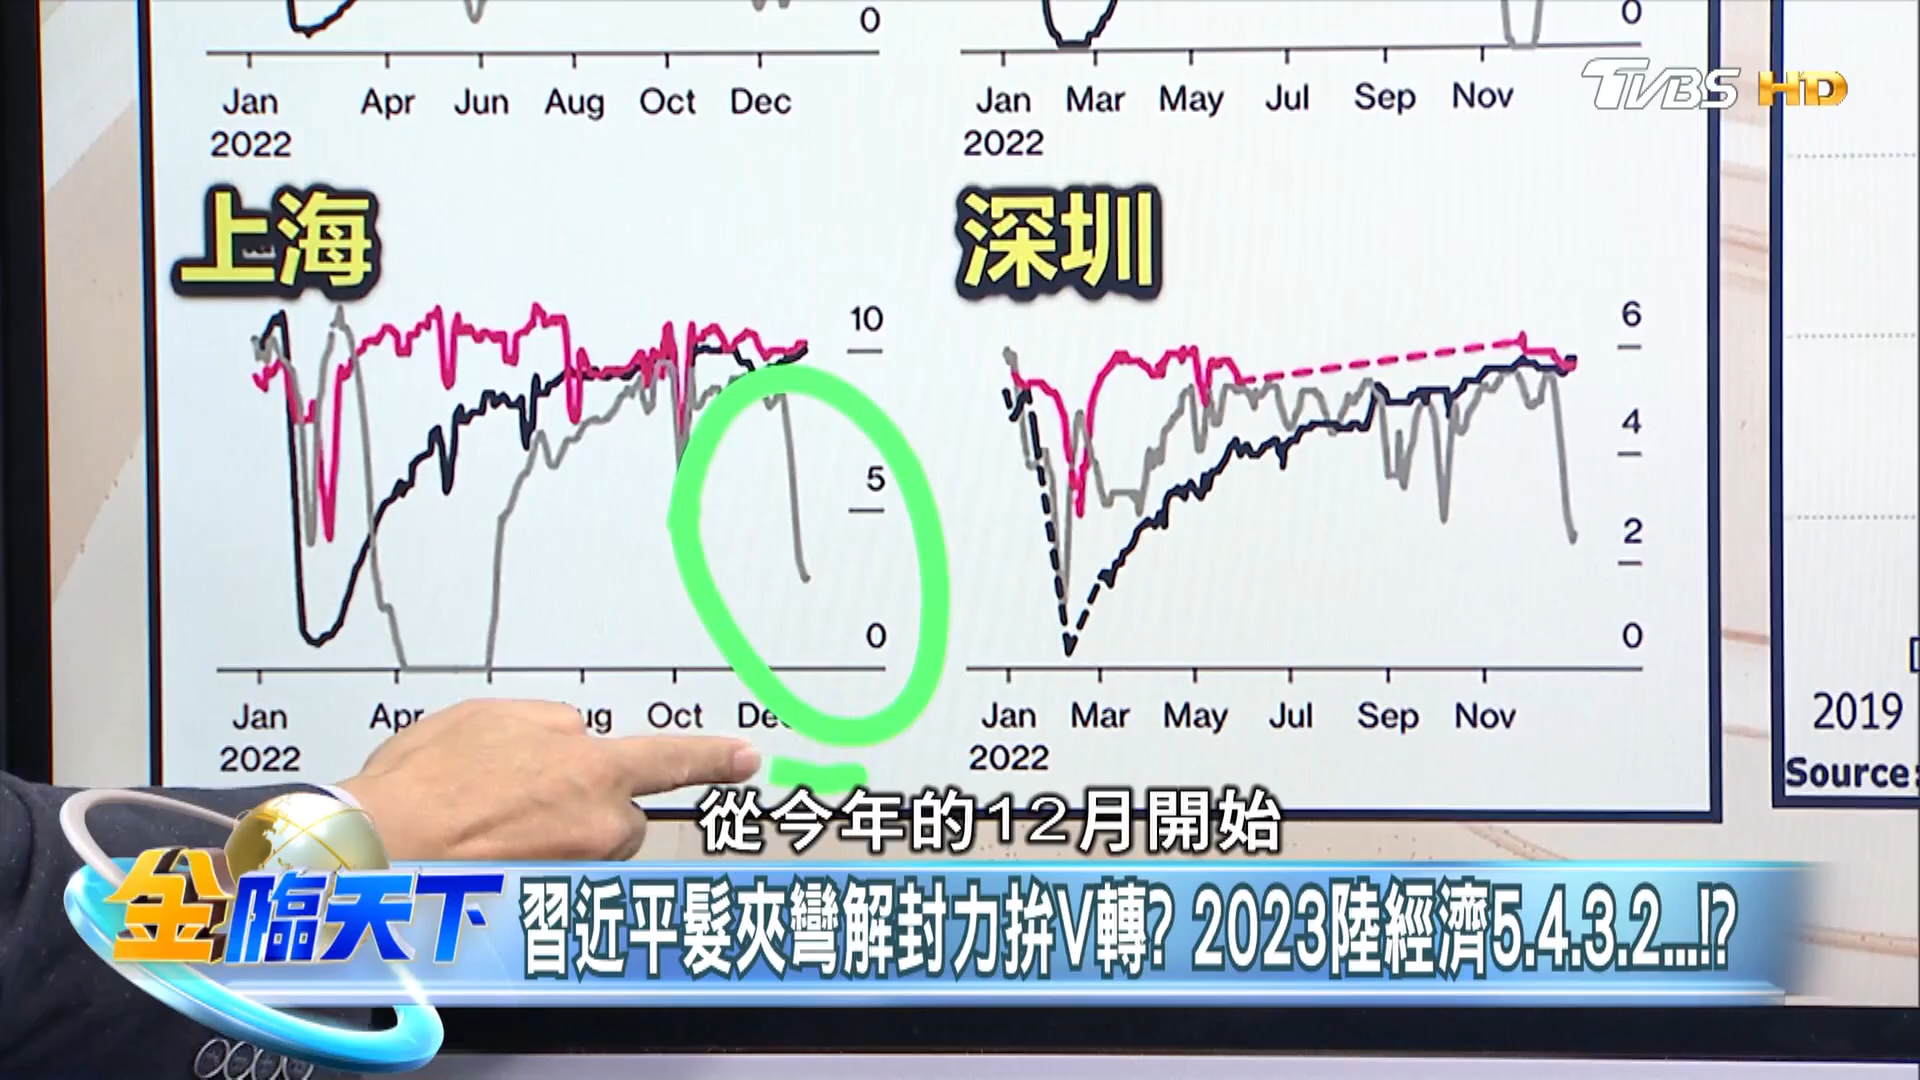 0
0
Jan Apr Jun Aug Oct Dec
2022
Jan Mar May Jul Sep Nov
2022
TVBS HD
上海
深圳
10
5
0
6
4
2
0
Jan Apr ug Oct De
2022
Jan Mar May Jul Sep Nov
2022
2019
Source:
從今年的12月開始
金臨天下
習近平髮夾彎解封力拚V轉? 2023陸經濟5.4.3.2...!?